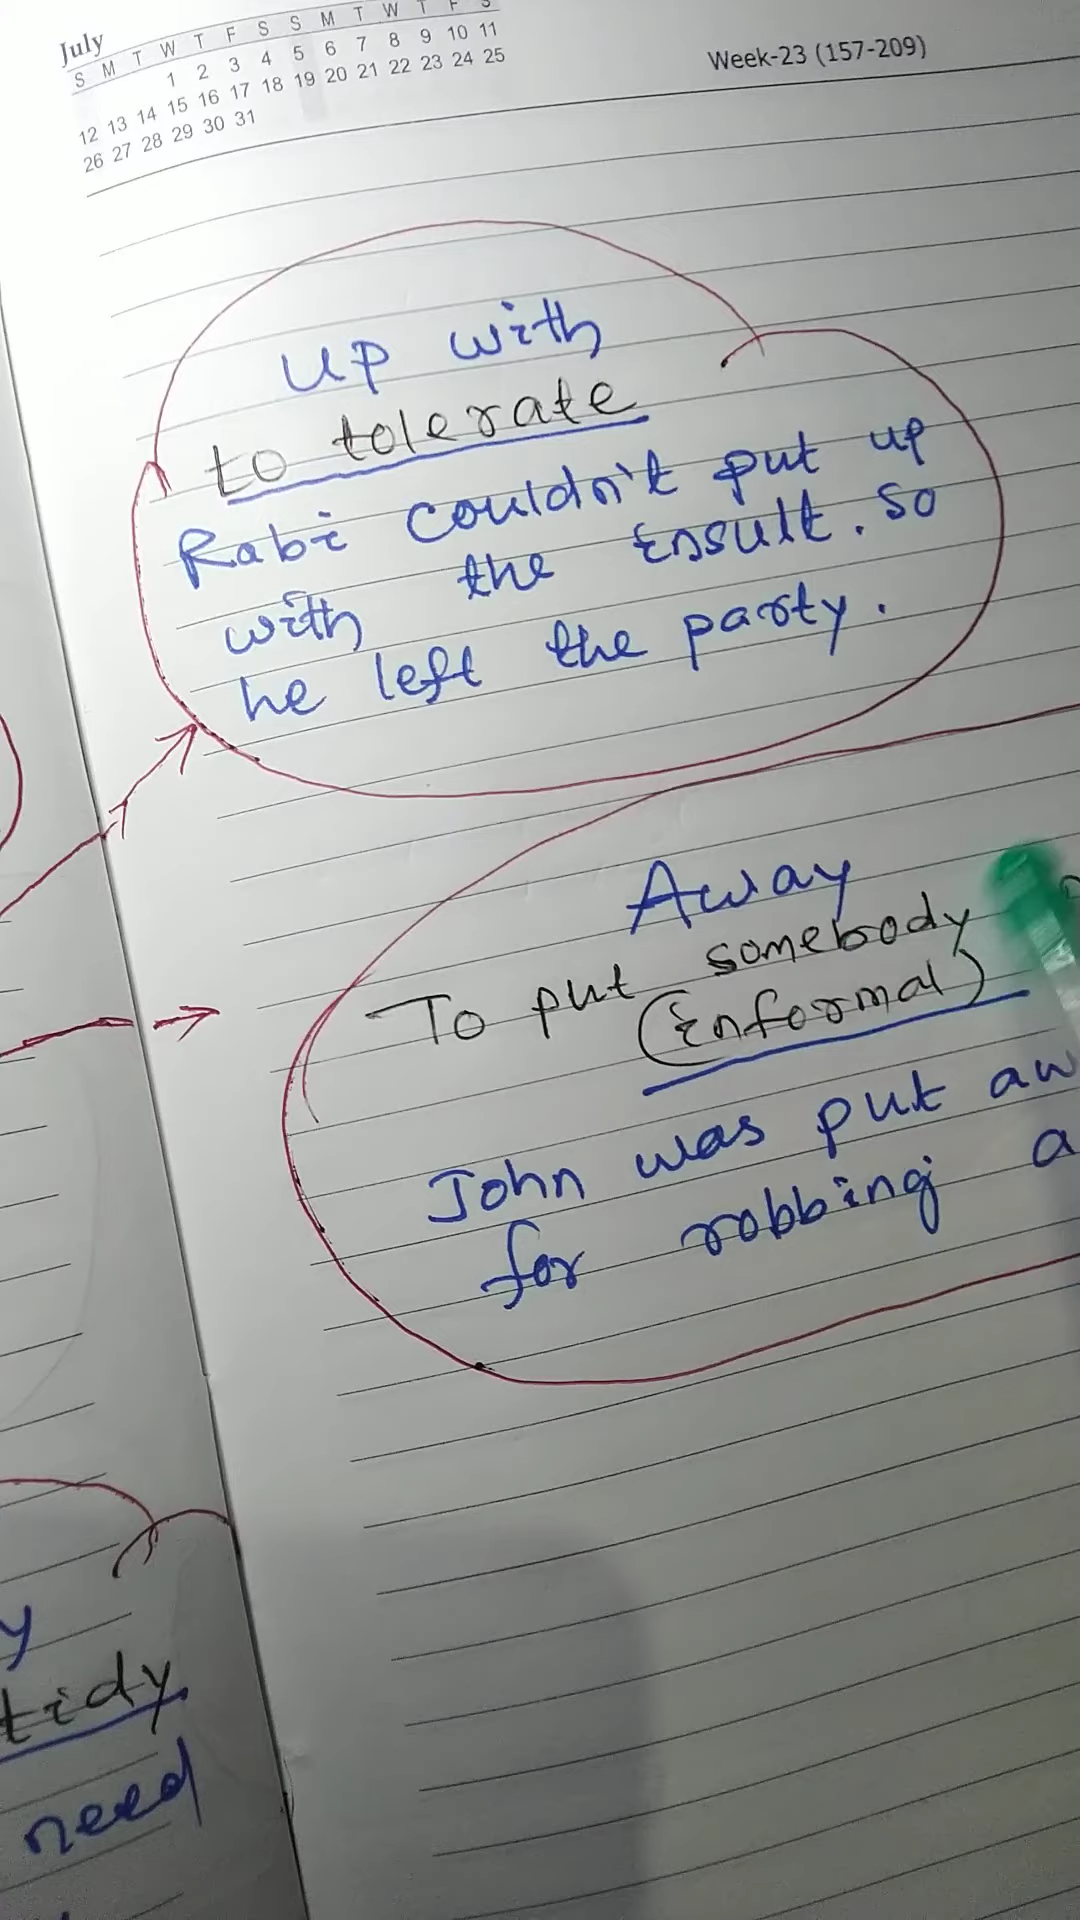 July
S M T W T F S S M T W T F S
1 2 3 4 5 6 7 8 9 10 11
12 13 14 15 16 17 18 19 20 21 22 23 24 25
26 27 28 29 30 31
Week-23 (157-209)
up with
to tolerate
Rabi couldn't put up
with the insult. So
he left the party.
Away
To put somebody
(informal)
John was put aw
for robbing a
y
tidy
need